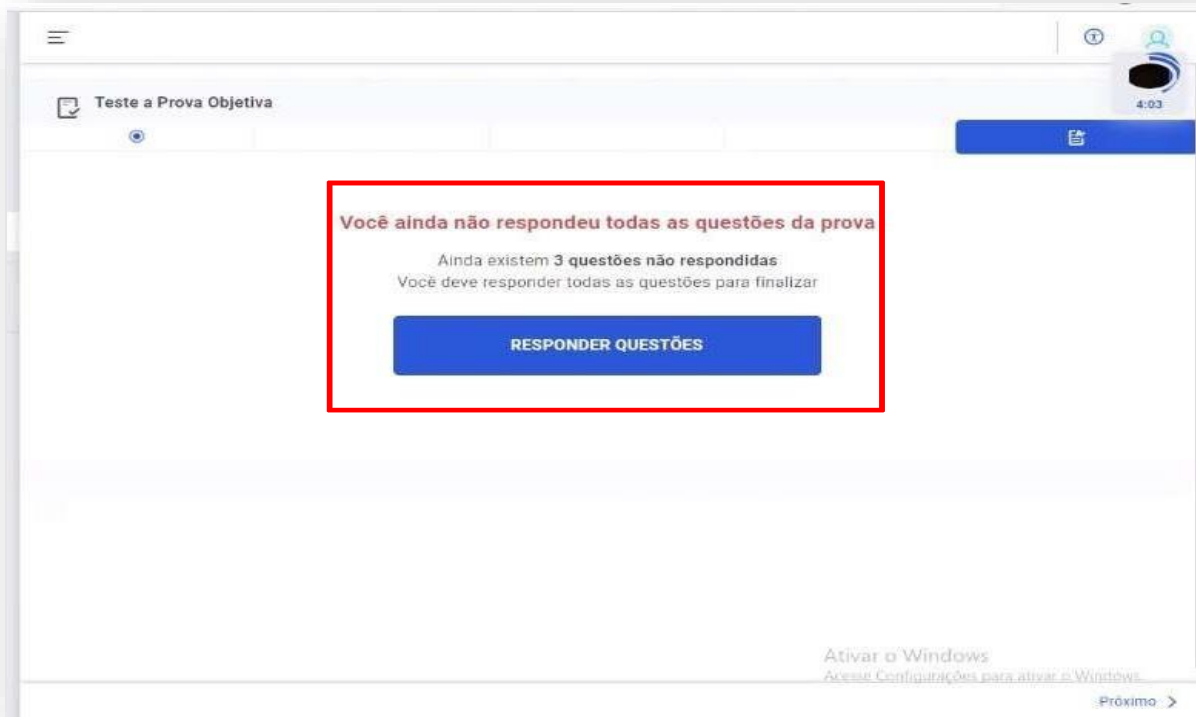 Teste a Prova Objetiva
4:03
Você ainda não respondeu todas as questões da prova
Ainda existem 3 questões não respondidas
Você deve responder todas as questões para finalizar
RESPONDER QUESTÕES
Ativar o Windows
Acesse Configurações para ativar o Windows.
Próximo